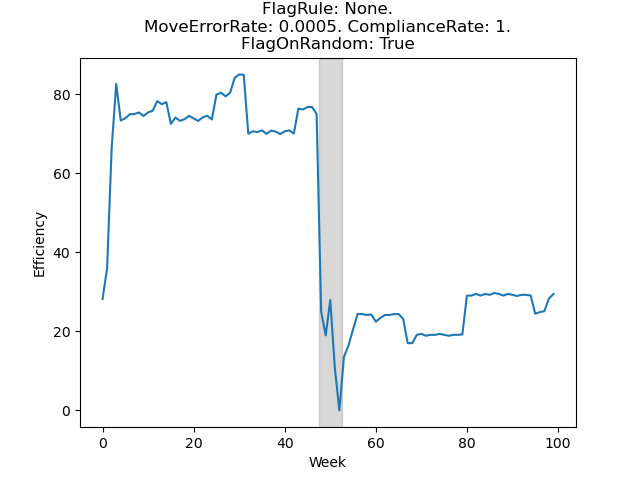 FlagRule: None.
MoveErrorRate: 0.0005. ComplianceRate: 1.
FlagOnRandom: True
80
60
40
20
0
Efficiency
0 20 40 60 80 100
Week